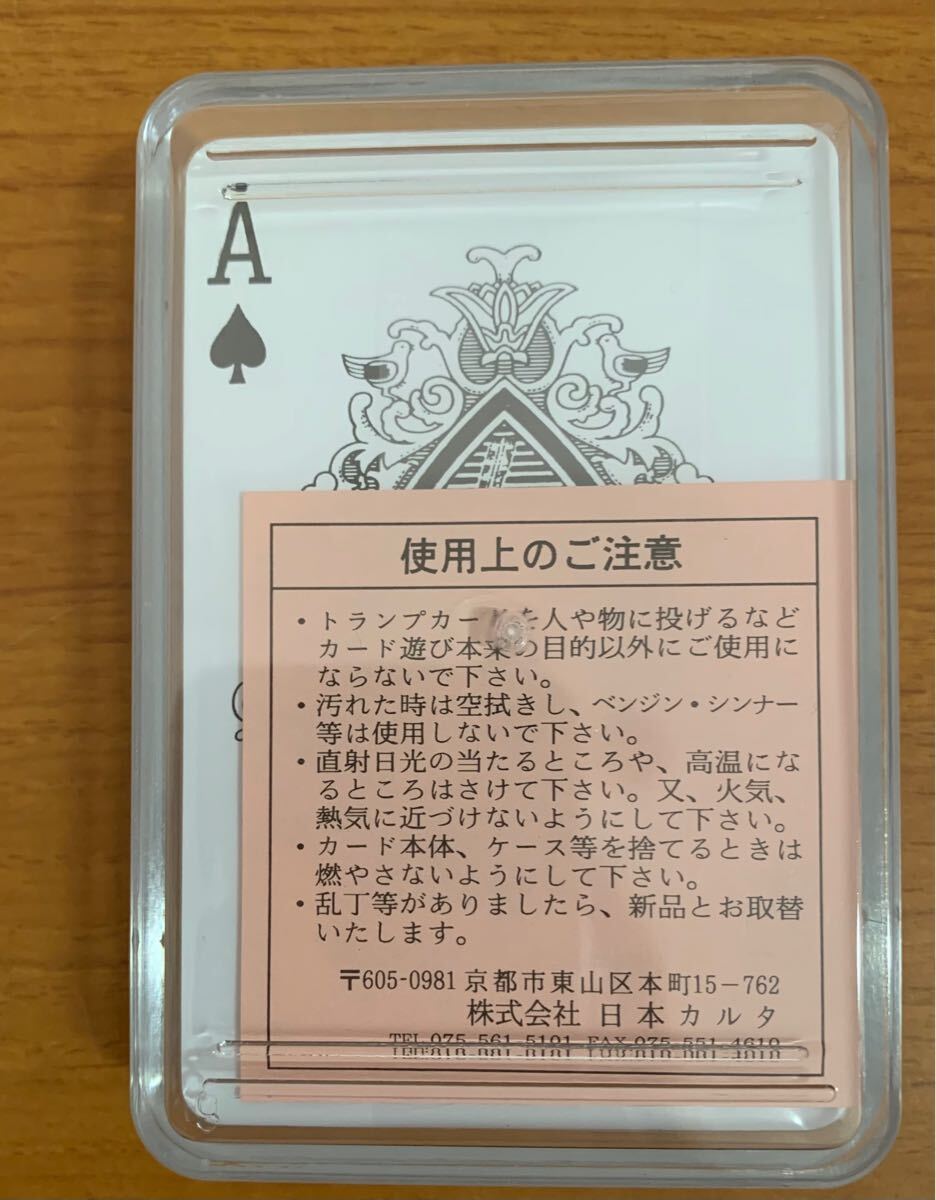 A
使用上のご注意
・トランプカードを人や物に投げるなど
カード遊び本来の目的以外にご使用に
ならないで下さい。
・汚れた時は空拭きし、ベンジン・シンナー
等は使用しないで下さい。
・直射日光の当たるところや、高温にな
るところはさけて下さい。又、火気、
熱気に近づけないようにして下さい。
・カード本体、ケース等を捨てるときは
燃やさないようにして下さい。
・乱丁等がありましたら、新品とお取替
いたします。
〒605-0981 京都市東山区本町15-762
株式会社 日本カルタ
TEL 075-561-5191 FAX 075-551-4619